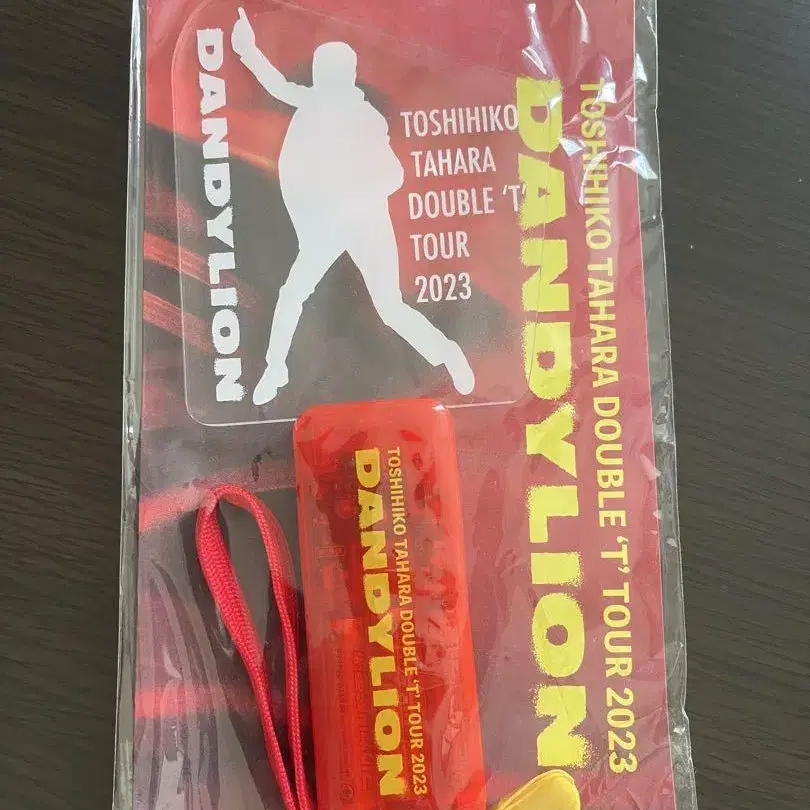 DANDYLION
TOSHIHIKO
TAHARA
DOUBLE 'T'
TOUR
2023
TOSHIHIKO TAHARA DOUBLE 'T' TOUR 2023
DANDYLION
TOSHIHIKO TAHARA DOUBLE 'T' TOUR 2023
DANDYLION